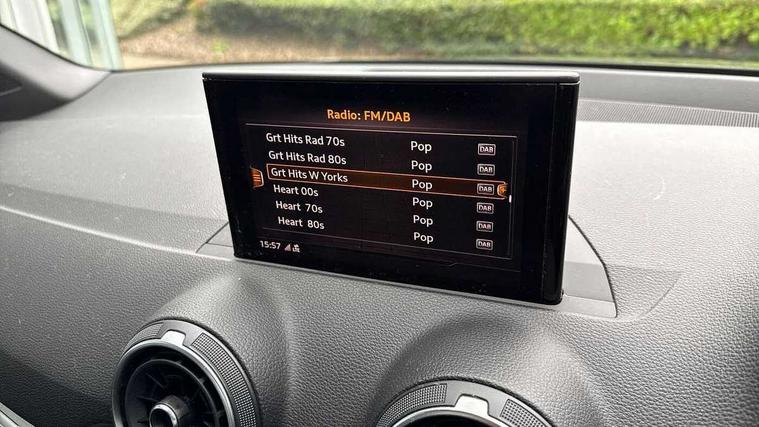 Radio: FM/DAB
Grt Hits Rad 70s Pop DAB
Grt Hits Rad 80s Pop DAB
Grt Hits W Yorks Pop DAB
Heart 00s Pop DAB
Heart 70s Pop DAB
Heart 80s Pop DAB
15:57